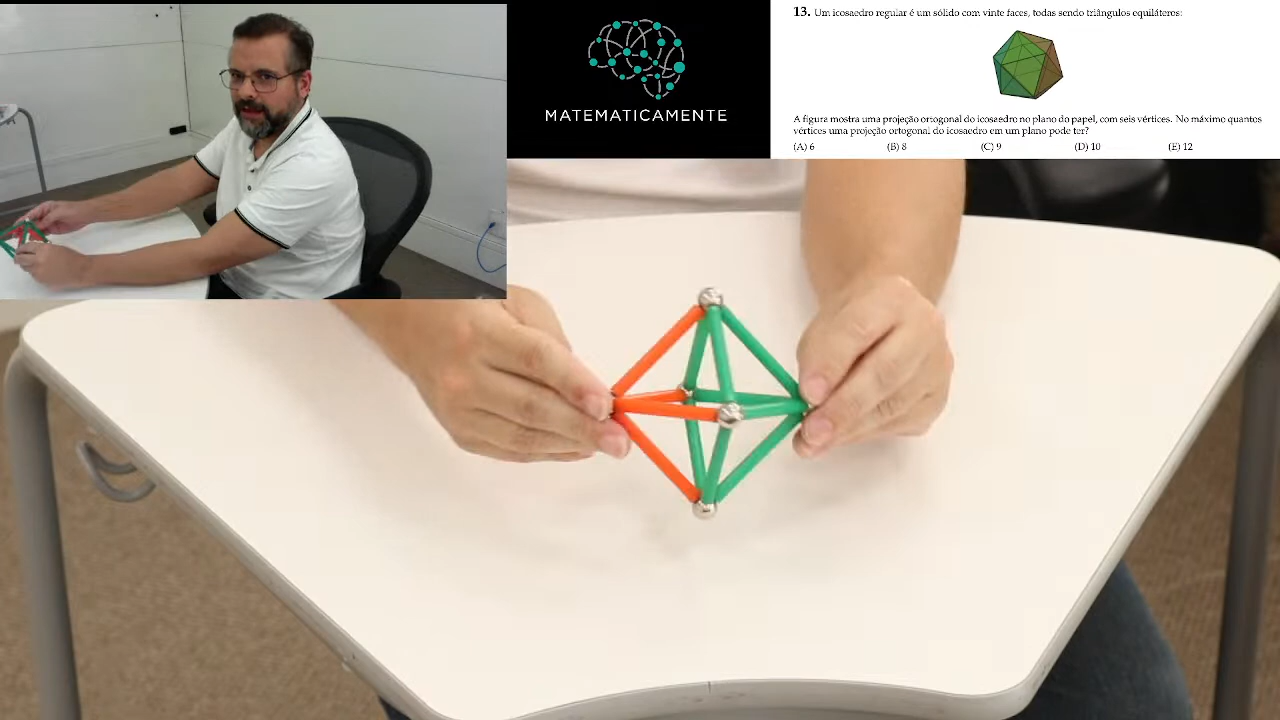 MATEMATICAMENTE
13. Um icosaedro regular é um sólido com vinte faces, todas sendo triângulos equiláteros:
A figura mostra uma projeção ortogonal do icosaedro no plano do papel, com seis vértices. No máximo quantos
vértices uma projeção ortogonal do icosaedro em um plano pode ter?
(A) 6 (B) 8 (C) 9 (D) 10 (E) 12